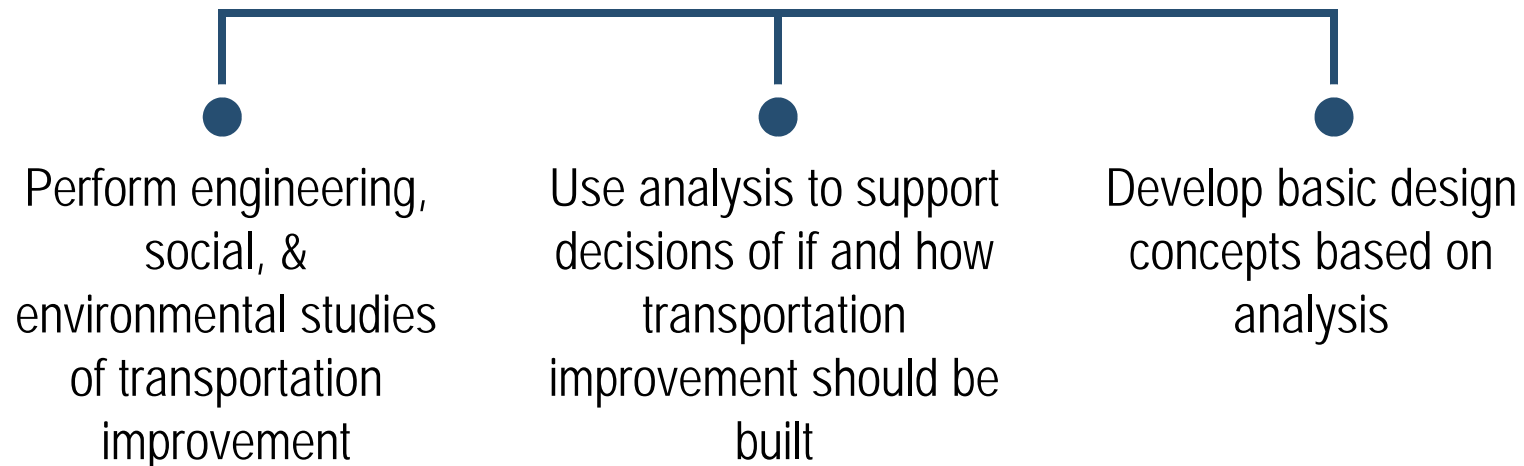 Perform engineering,
social, &
environmental studies
of transportation
improvement
Use analysis to support
decisions of if and how
transportation
improvement should be
built
Develop basic design
concepts based on
analysis